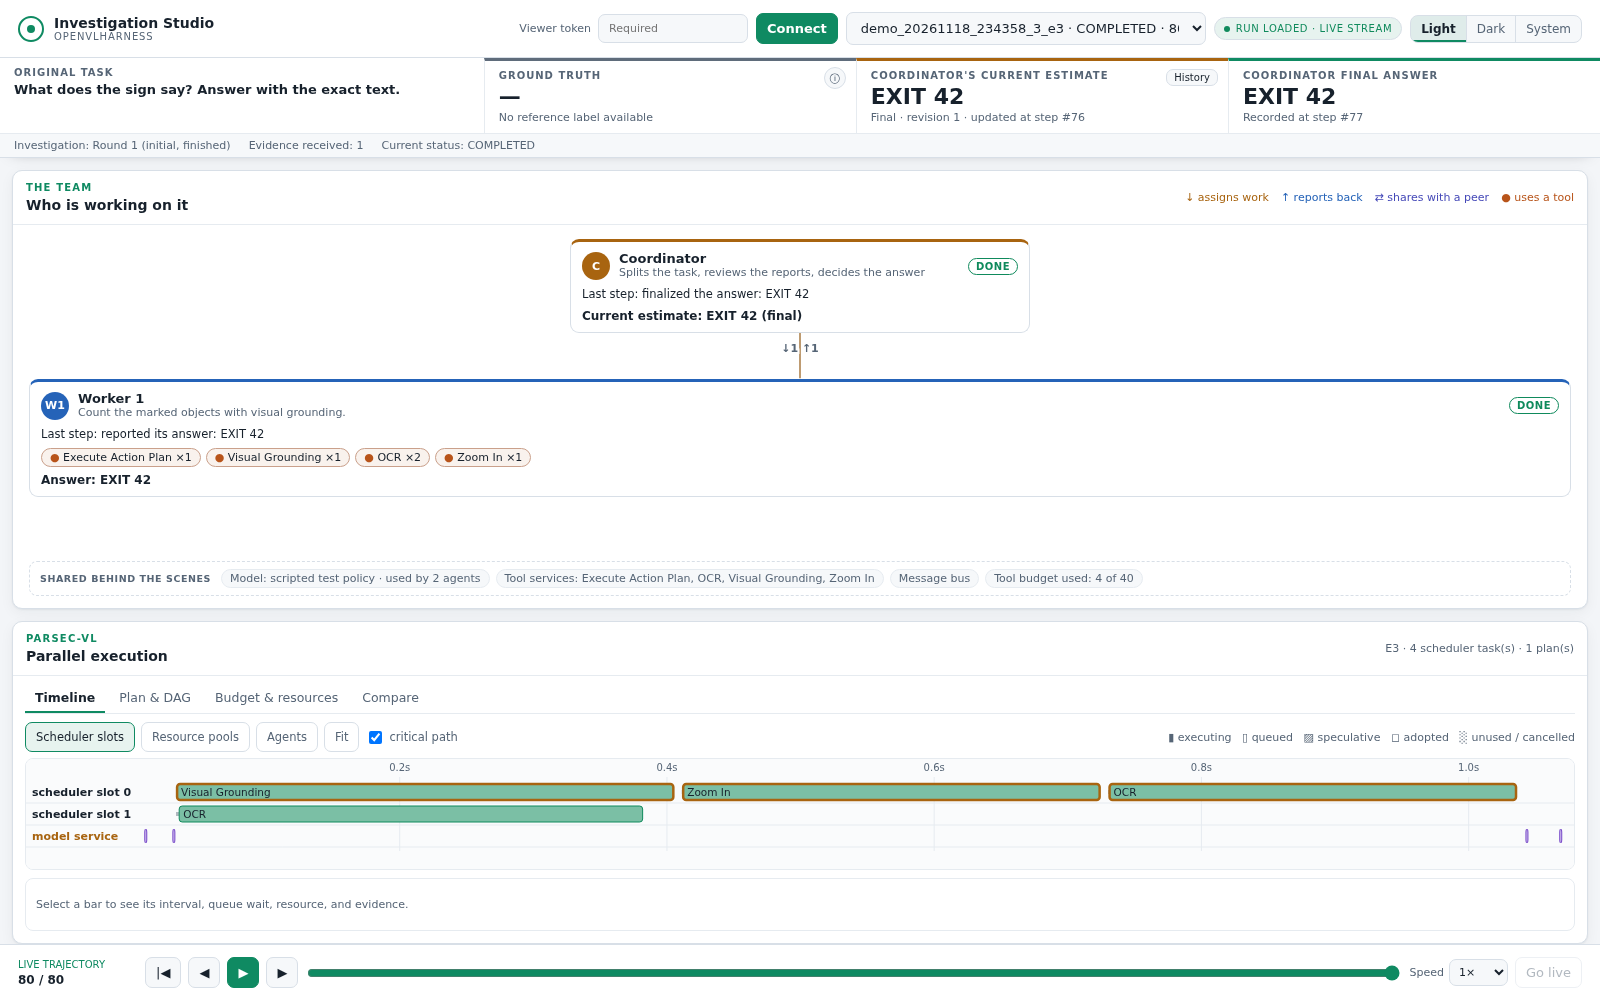 Investigation Studio
OPENVLHARNESS
Viewer token
Required
Connect
demo_20261118_234358_3_e3 · COMPLETED · 8
RUN LOADED · LIVE STREAM
Light
Dark
System
ORIGINAL TASK
What does the sign say? Answer with the exact text.
GROUND TRUTH
—
No reference label available
COORDINATOR'S CURRENT ESTIMATE
History
EXIT 42
Final · revision 1 · updated at step #76
COORDINATOR FINAL ANSWER
EXIT 42
Recorded at step #77
Investigation: Round 1 (initial, finished)
Evidence received: 1
Current status: COMPLETED
THE TEAM
Who is working on it
↓ assigns work
↑ reports back
⇄ shares with a peer
● uses a tool
C
Coordinator
Splits the task, reviews the reports, decides the answer
DONE
Last step: finalized the answer: EXIT 42
Current estimate: EXIT 42 (final)
↓1 ↑1
W1
Worker 1
Count the marked objects with visual grounding.
DONE
Last step: reported its answer: EXIT 42
● Execute Action Plan ×1
● Visual Grounding ×1
● OCR ×2
● Zoom In ×1
Answer: EXIT 42
SHARED BEHIND THE SCENES
Model: scripted test policy · used by 2 agents
Tool services: Execute Action Plan, OCR, Visual Grounding, Zoom In
Message bus
Tool budget used: 4 of 40
PARSEC-VL
Parallel execution
E3 · 4 scheduler task(s) · 1 plan(s)
Timeline
Plan & DAG
Budget & resources
Compare
Scheduler slots
Resource pools
Agents
Fit
critical path
executing
queued
speculative
adopted
unused / cancelled
0.2s
0.4s
0.6s
0.8s
1.0s
scheduler slot 0
Visual Grounding
Zoom In
OCR
scheduler slot 1
OCR
model service
Select a bar to see its interval, queue wait, resource, and evidence.
LIVE TRAJECTORY
80 / 80
Speed
1×
Go live